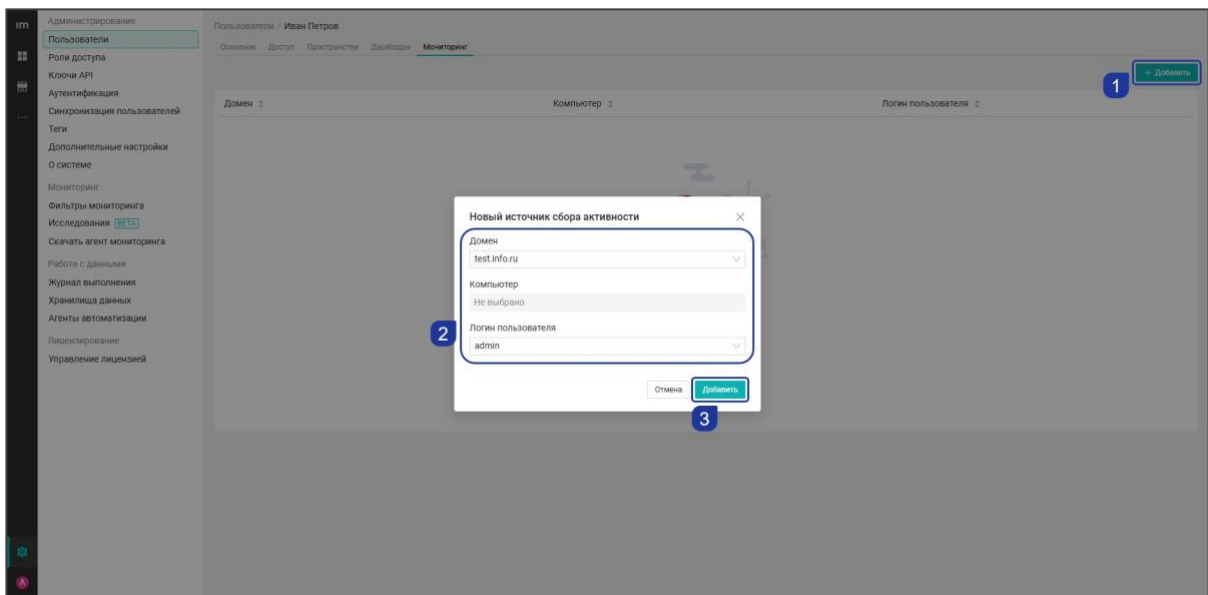 im
Администрирование
Пользователи
Роли доступа
Ключи API
Аутентификация
Синхронизация пользователей
Теги
Дополнительные настройки
О системе
Мониторинг
Фильтры мониторинга
Исследования BETA
Скачать агент мониторинга
Работа с данными
Журнал выполнения
Хранилища данных
Агенты автоматизации
Лицензирование
Управление лицензией
Пользователи / Иван Петров
Основное Доступ Пространства Дашборды Мониторинг
+ Добавить
1
Домен Компьютер Логин пользователя
Новый источник сбора активности
Домен
test.info.ru
Компьютер
Не выбрано
Логин пользователя
2
admin
Отмена Добавить
3